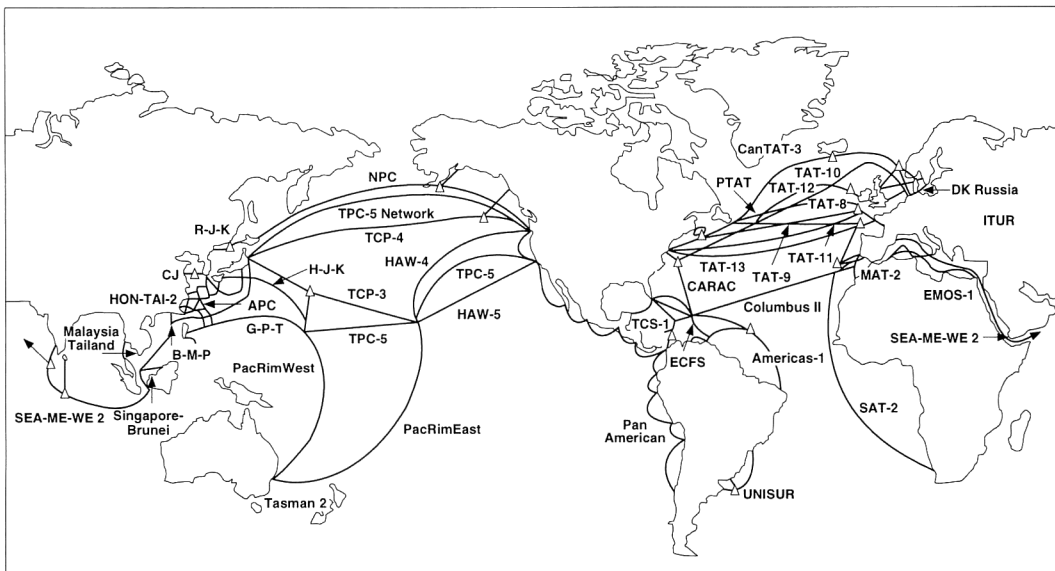 CanTAT-3
TAT-10
NPC
PTAT
TAT-12
DK Russia
TAT-8
TPC-5 Network
ITUR
R-J-K
TCP-4
H-J-K
HAW-4
TAT-11
CJ
TPC-5
TAT-13
TAT-9
MAT-2
CARAC
HON-TAI-2
APC
TCP-3
EMOS-1
Columbus II
HAW-5
G-P-T
TCS-1
Malaysia
Tailand
TPC-5
SEA-ME-WE 2
B-M-P
ECFS
Americas-1
PacRimWest
SEA-ME-WE 2
Singapore-
Brunei
SAT-2
PacRimEast
Pan
American
UNISUR
Tasman 2